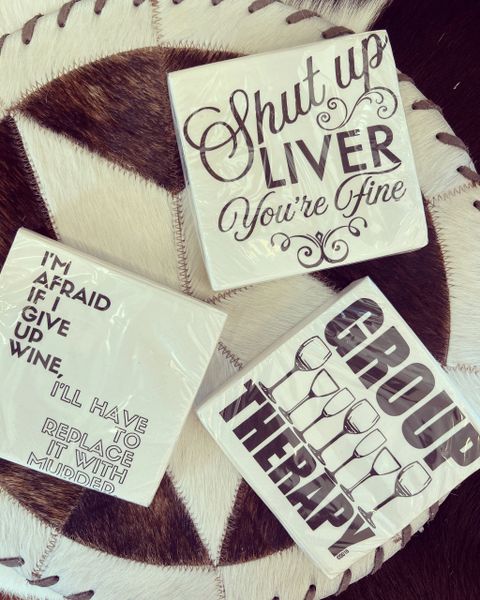 Shut up
LIVER
You're Fine
I'M
AFRAID
IF I
GIVE
UP
WINE,
I'LL HAVE
TO
REPLACE
IT WITH
MURDER
GROUP
THERAPY